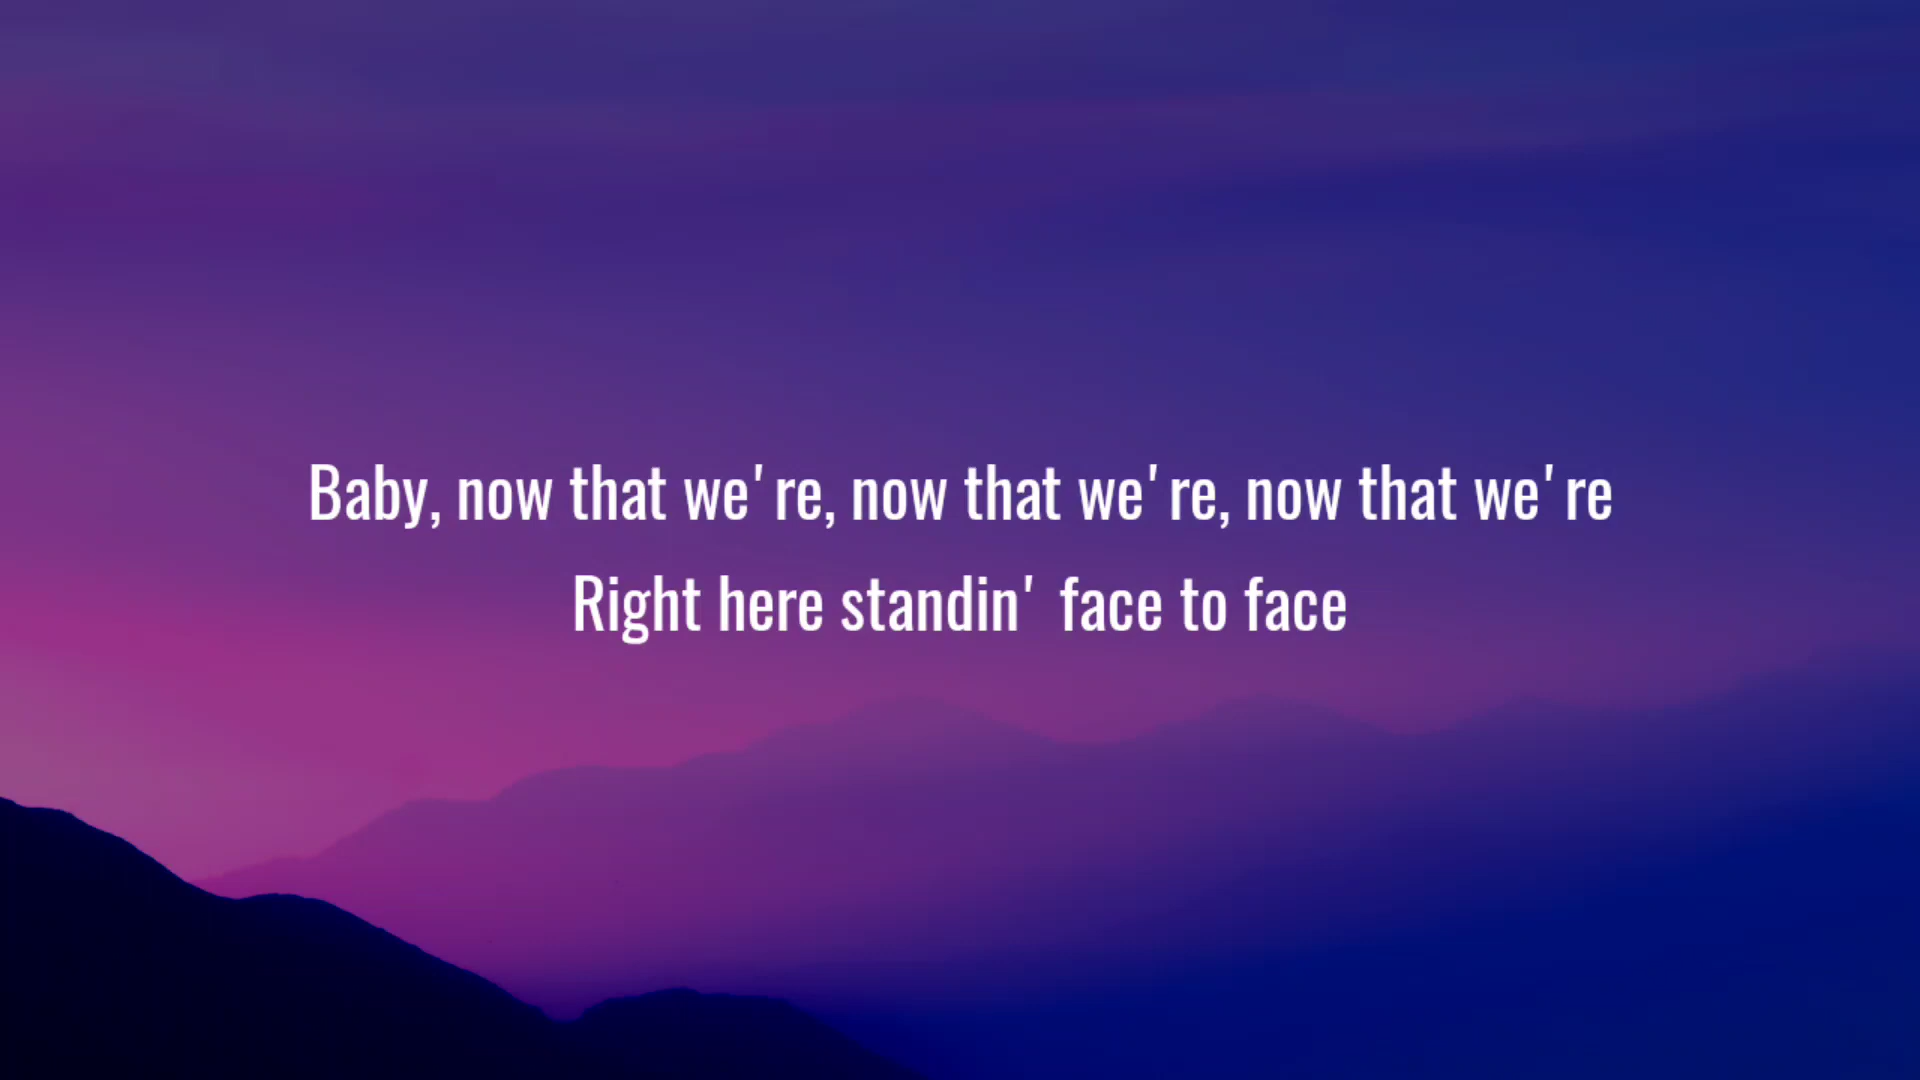 Baby, now that we're, now that we're, now that we're
Right here standin' face to face